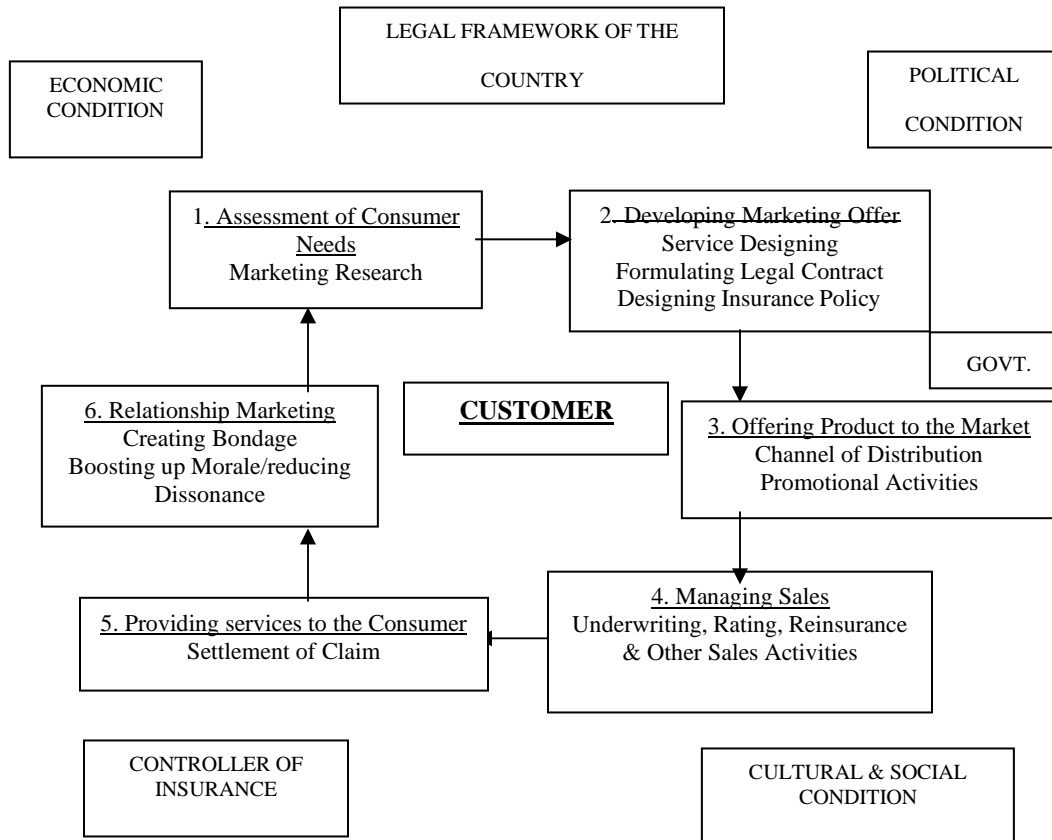 LEGAL FRAMEWORK OF THE
COUNTRY
ECONOMIC
CONDITION
POLITICAL
CONDITION
1. Assessment of Consumer
Needs
Marketing Research
2. Developing Marketing Offer
Service Designing
Formulating Legal Contract
Designing Insurance Policy
GOVT.
6. Relationship Marketing
Creating Bondage
Boosting up Morale/reducing
Dissonance
CUSTOMER
3. Offering Product to the Market
Channel of Distribution
Promotional Activities
5. Providing services to the Consumer
Settlement of Claim
4. Managing Sales
Underwriting, Rating, Reinsurance
& Other Sales Activities
CONTROLLER OF
INSURANCE
CULTURAL & SOCIAL
CONDITION